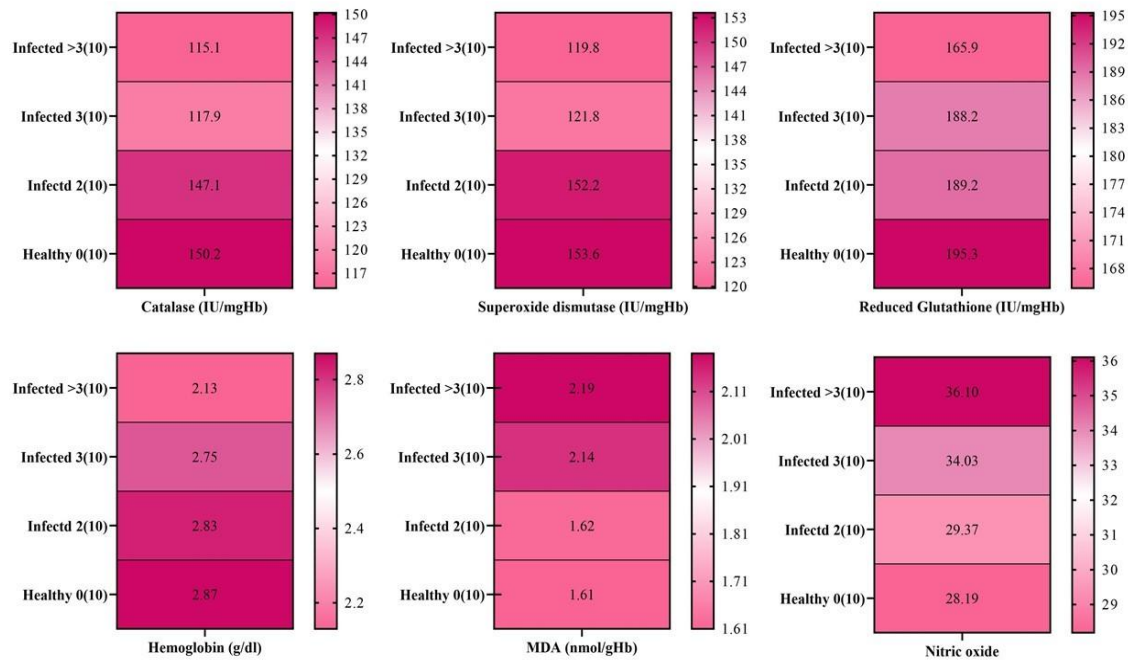 Infected >3(10)
Infected 3(10)
Infectd 2(10)
Healthy 0(10)
115.1
117.9
147.1
150.2
150
147
144
141
138
135
132
129
126
123
120
117
Catalase (IU/mgHb)
Infected >3(10)
Infected 3(10)
Infectd 2(10)
Healthy 0(10)
119.8
121.8
152.2
153.6
153
150
147
144
141
138
135
132
129
126
123
120
Superoxide dismutase (IU/mgHb)
Infected >3(10)
Infected 3(10)
Infectd 2(10)
Healthy 0(10)
165.9
188.2
189.2
195.3
195
192
189
186
183
180
177
174
171
168
Reduced Glutathione (IU/mgHb)
Infected >3(10)
Infected 3(10)
Infectd 2(10)
Healthy 0(10)
2.13
2.75
2.83
2.87
2.8
2.6
2.4
2.2
Hemoglobin (g/dl)
Infected >3(10)
Infected 3(10)
Infectd 2(10)
Healthy 0(10)
2.19
2.14
1.62
1.61
2.11
2.01
1.91
1.81
1.71
1.61
MDA (nmol/gHb)
Infected >3(10)
Infected 3(10)
Infectd 2(10)
Healthy 0(10)
36.10
34.03
29.37
28.19
36
35
34
33
32
31
30
29
Nitric oxide